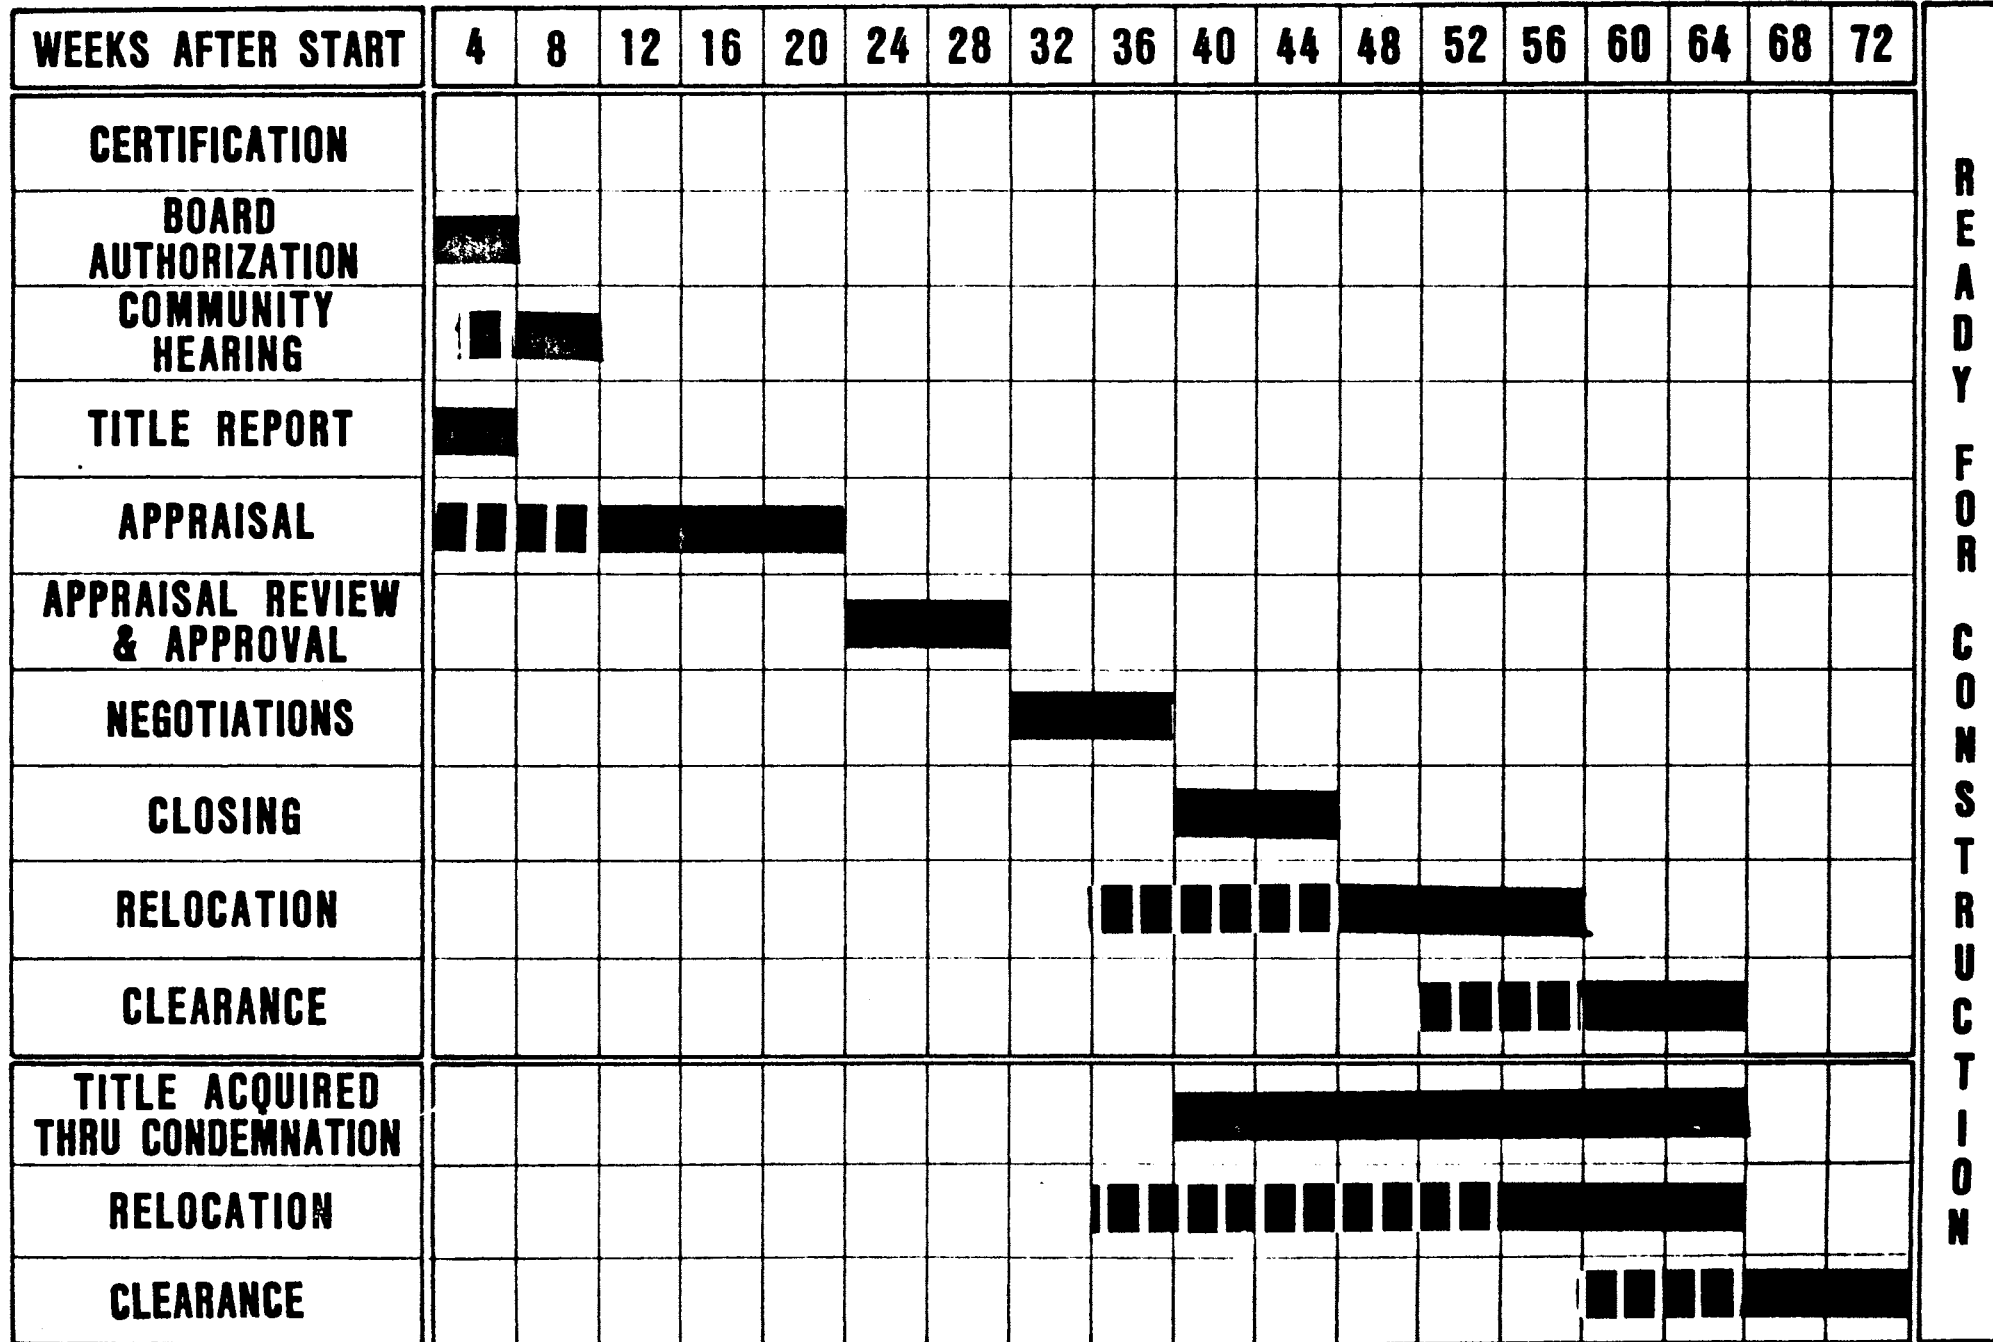 WEEKS AFTER START 4 8 12 16 20 24 28 32 36 40 44 48 52 56 60 64 68 72
CERTIFICATION
BOARD
AUTHORIZATION
COMMUNITY
HEARING
TITLE REPORT
APPRAISAL
APPRAISAL REVIEW
& APPROVAL
NEGOTIATIONS
CLOSING
RELOCATION
CLEARANCE
TITLE ACQUIRED
THRU CONDEMNATION
RELOCATION
CLEARANCE
READY FOR CONSTRUCTION